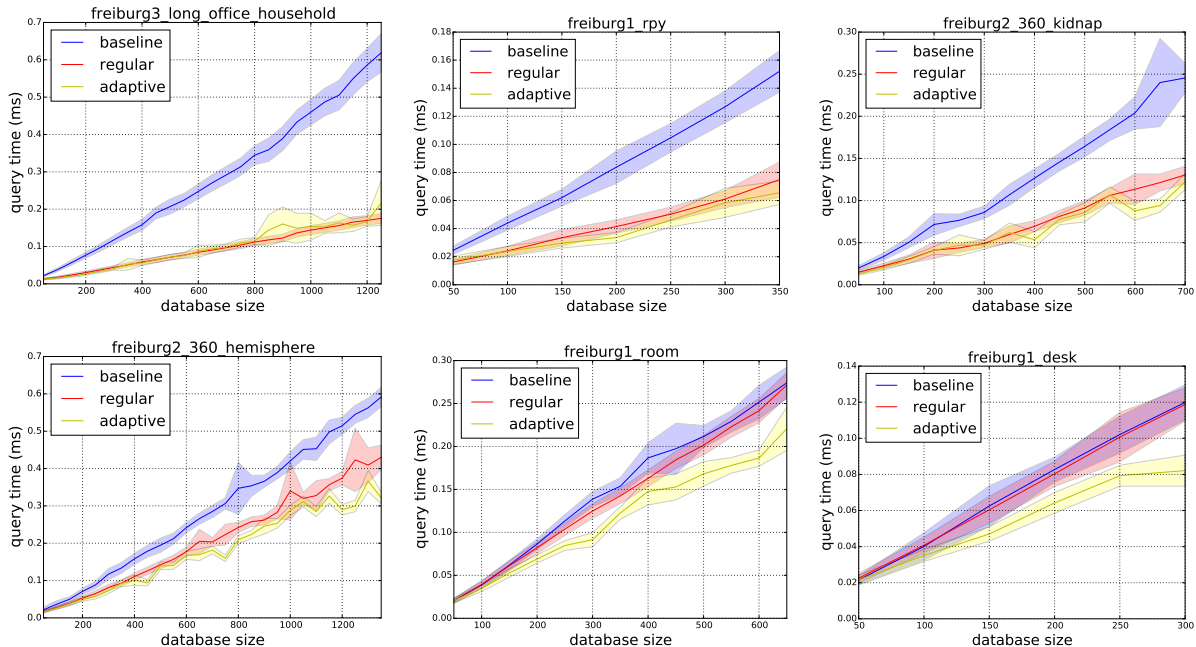 freiburg3_long_office_household
0.7
0.6
0.5
0.4
0.3
0.2
0.1
0.0
query time (ms)
baseline
regular
adaptive
200 400 600 800 1000 1200
database size
freiburg1_rpy
0.18
0.16
0.14
0.12
0.10
0.08
0.06
0.04
0.02
0.00
query time (ms)
baseline
regular
adaptive
50 100 150 200 250 300 350
database size
freiburg2_360_kidnap
0.30
0.25
0.20
0.15
0.10
0.05
0.00
query time (ms)
baseline
regular
adaptive
100 200 300 400 500 600 700
database size
freiburg2_360_hemisphere
0.7
0.6
0.5
0.4
0.3
0.2
0.1
0.0
query time (ms)
baseline
regular
adaptive
200 400 600 800 1000 1200
database size
freiburg1_room
0.30
0.25
0.20
0.15
0.10
0.05
0.00
query time (ms)
baseline
regular
adaptive
100 200 300 400 500 600
database size
freiburg1_desk
0.14
0.12
0.10
0.08
0.06
0.04
0.02
0.00
query time (ms)
baseline
regular
adaptive
50 100 150 200 250 300
database size